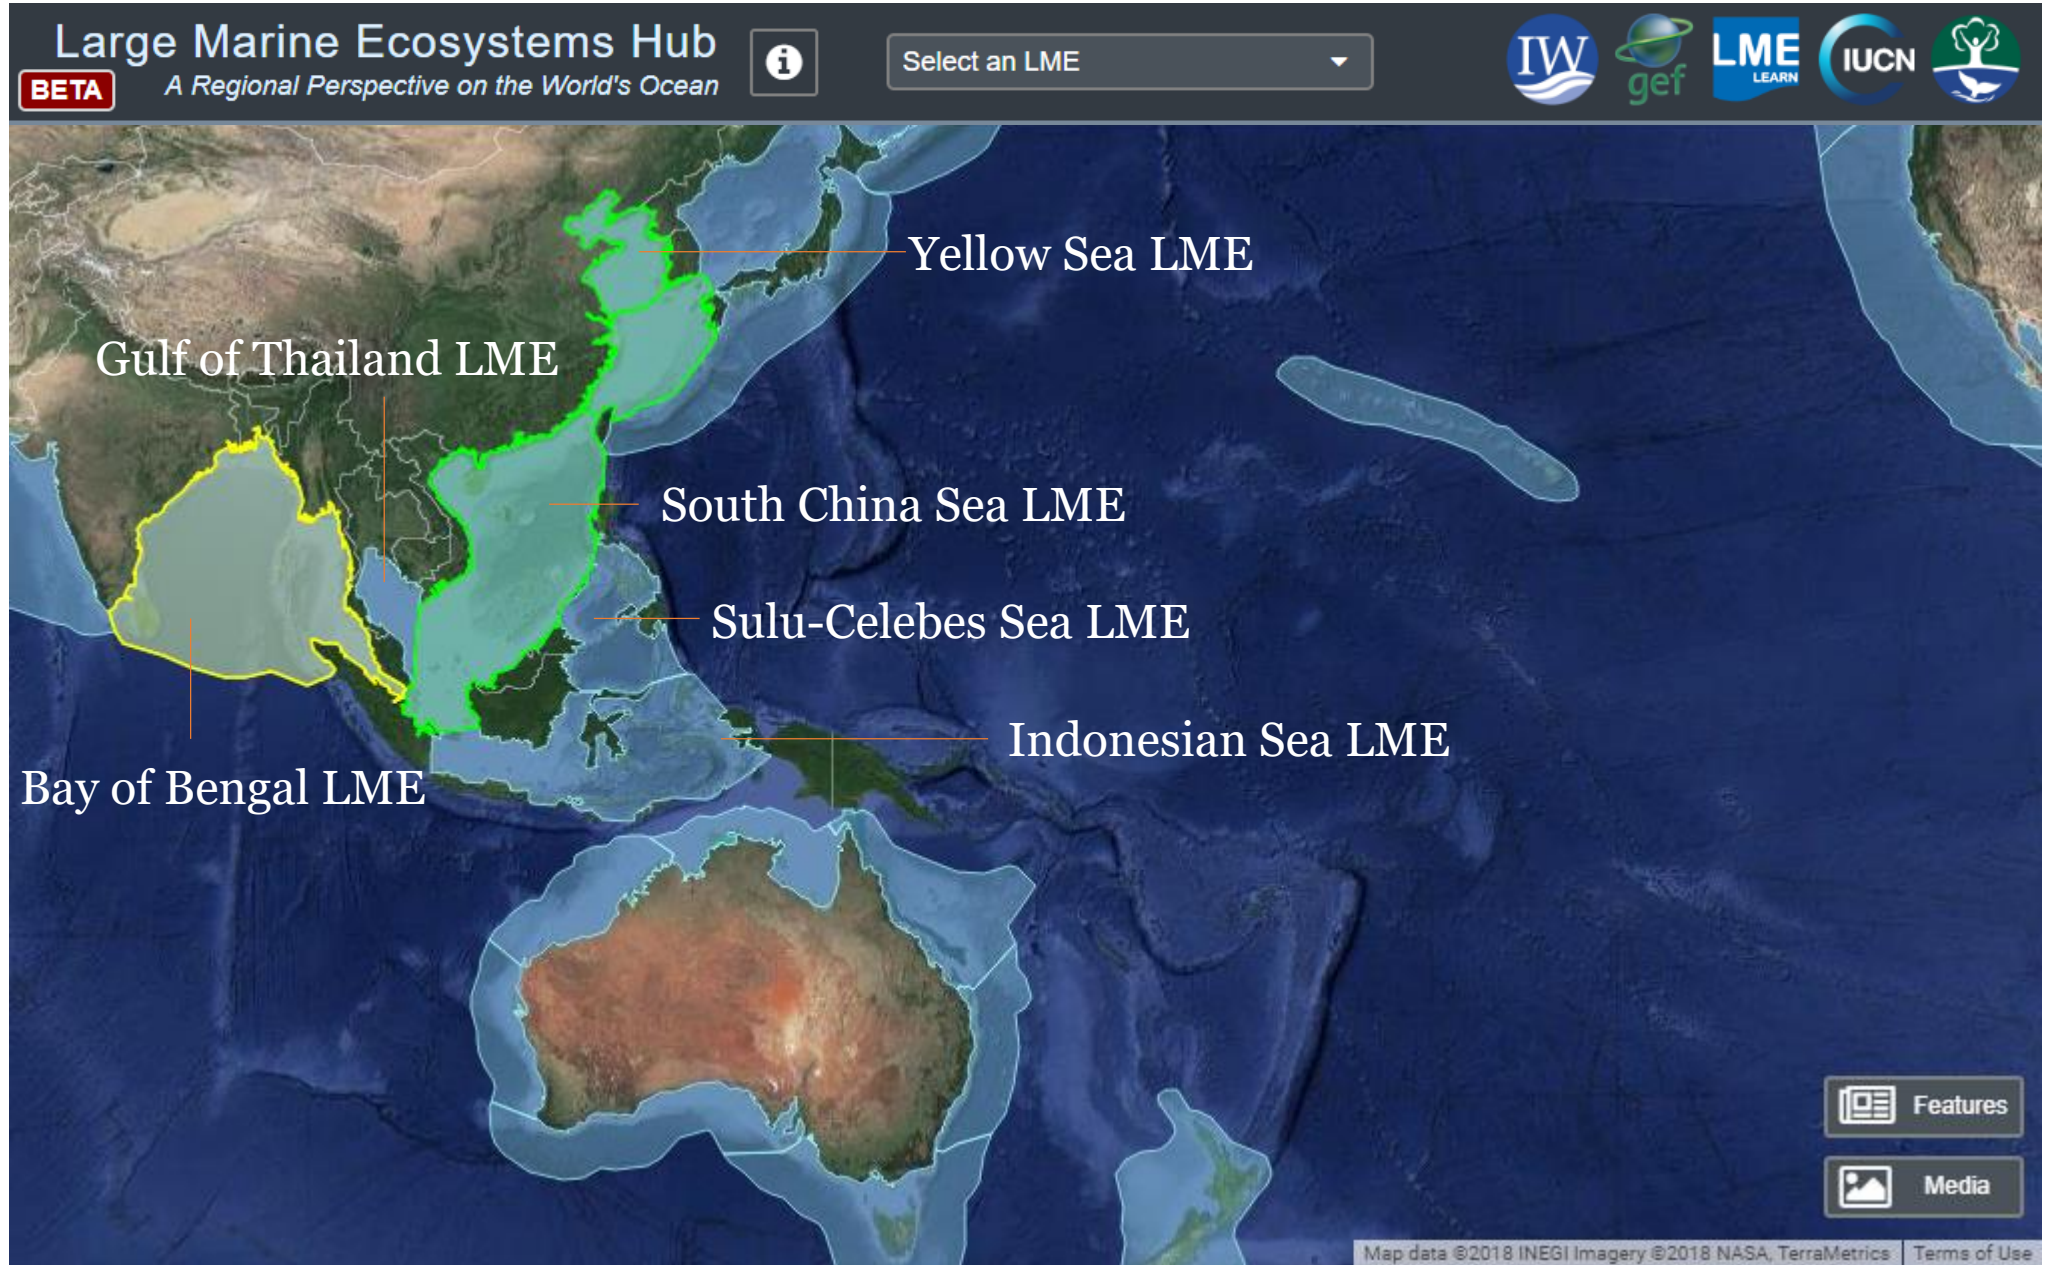 Large Marine Ecosystems Hub
BETA
A Regional Perspective on the World's Ocean
i
Select an LME
IW
gef
LME
LEARN
IUCN
Yellow Sea LME
Gulf of Thailand LME
South China Sea LME
Sulu-Celebes Sea LME
Indonesian Sea LME
Bay of Bengal LME
Features
Media
Map data ©2018 INEGI Imagery ©2018 NASA, TerraMetrics
Terms of Use